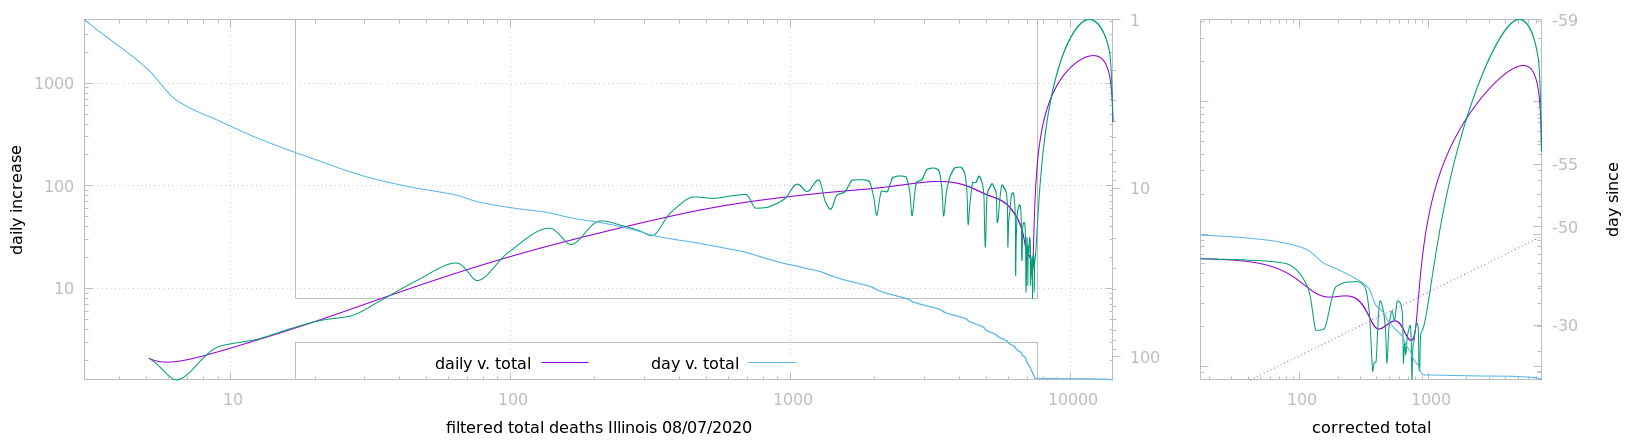 1
-59
1000
daily increase
100
10
10
-55
day since
-50
-30
daily v. total
day v. total
100
10
100
1000
10000
100
1000
filtered total deaths Illinois 08/07/2020
corrected total